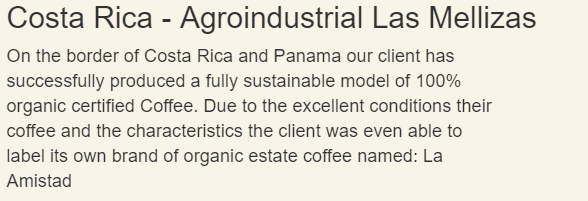 Costa Rica - Agroindustrial Las Mellizas
On the border of Costa Rica and Panama our client has
successfully produced a fully sustainable model of 100%
organic certified Coffee. Due to the excellent conditions their
coffee and the characteristics the client was even able to
label its own brand of organic estate coffee named: La
Amistad